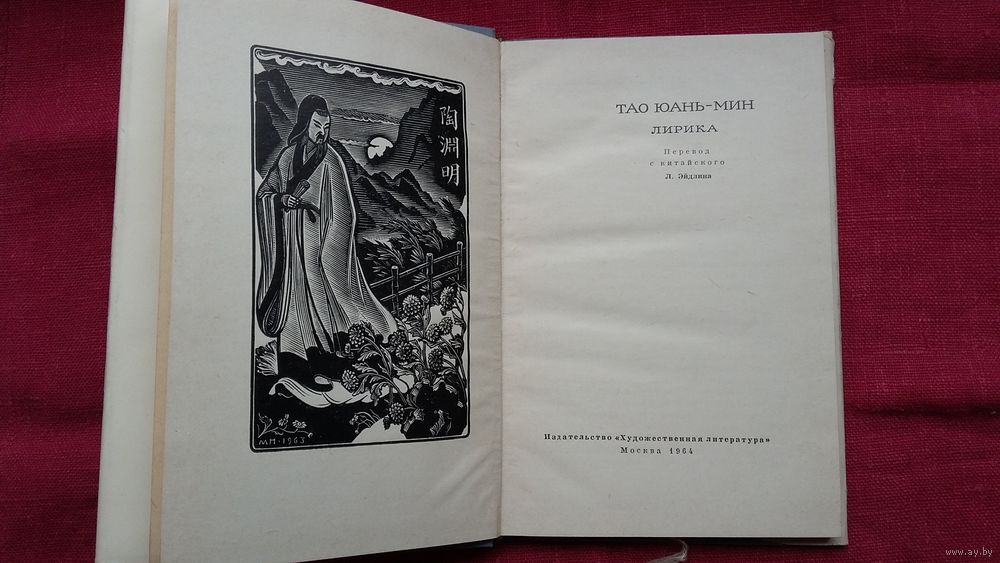 陶淵明
МП·1963
ТАО ЮАНЬ-МИН
ЛИРИКА
Перевод
с китайского
Л. Эйдлина
Издательство «Художественная литература»
Москва 1964
www.ay.by